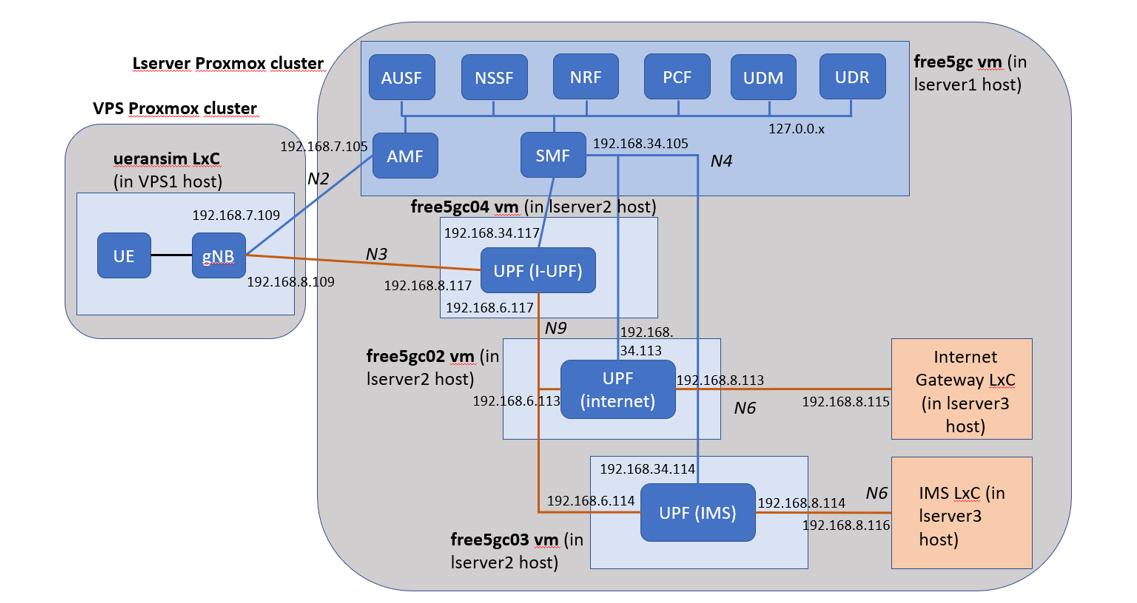 Lserver Proxmox cluster
free5gc vm (in
lserver1 host)
AUSF
NSSF
NRF
PCF
UDM
UDR
127.0.0.x
VPS Proxmox cluster
ueransim LxC
(in VPS1 host)
192.168.7.105
AMF
SMF
192.168.34.105
N4
N2
free5gc04 vm (in lserver2 host)
192.168.7.109
192.168.34.117
UE
gNB
N3
UPF (I-UPF)
192.168.8.109
192.168.8.117
192.168.6.117
N9
192.168.
34.113
free5gc02 vm (in
lserver2 host)
UPF
(internet)
192.168.6.113
192.168.8.113
N6
192.168.8.115
Internet
Gateway LxC
(in lserver3
host)
192.168.34.114
192.168.6.114
UPF (IMS)
192.168.8.114
N6
192.168.8.116
IMS LxC (in
lserver3
host)
free5gc03 vm (in
lserver2 host)